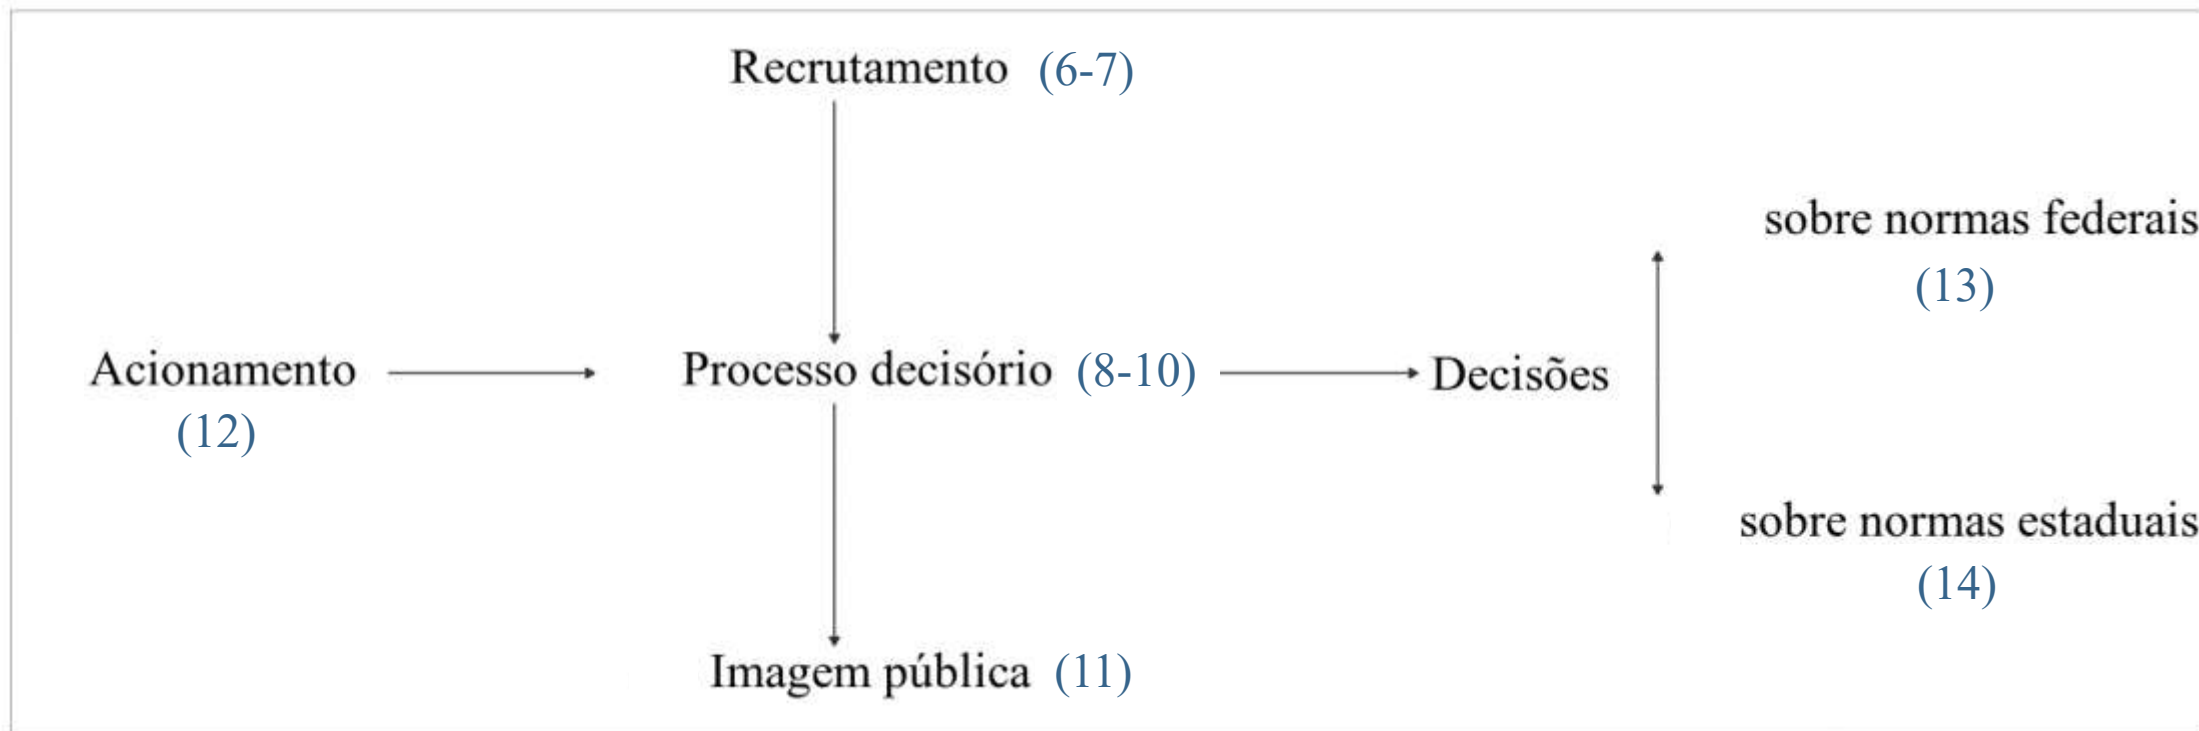 Recrutamento (6-7)
sobre normas federais
(13)
Acionamento
(12)
Processo decisório (8-10)
Decisões
sobre normas estaduais
(14)
Imagem pública (11)